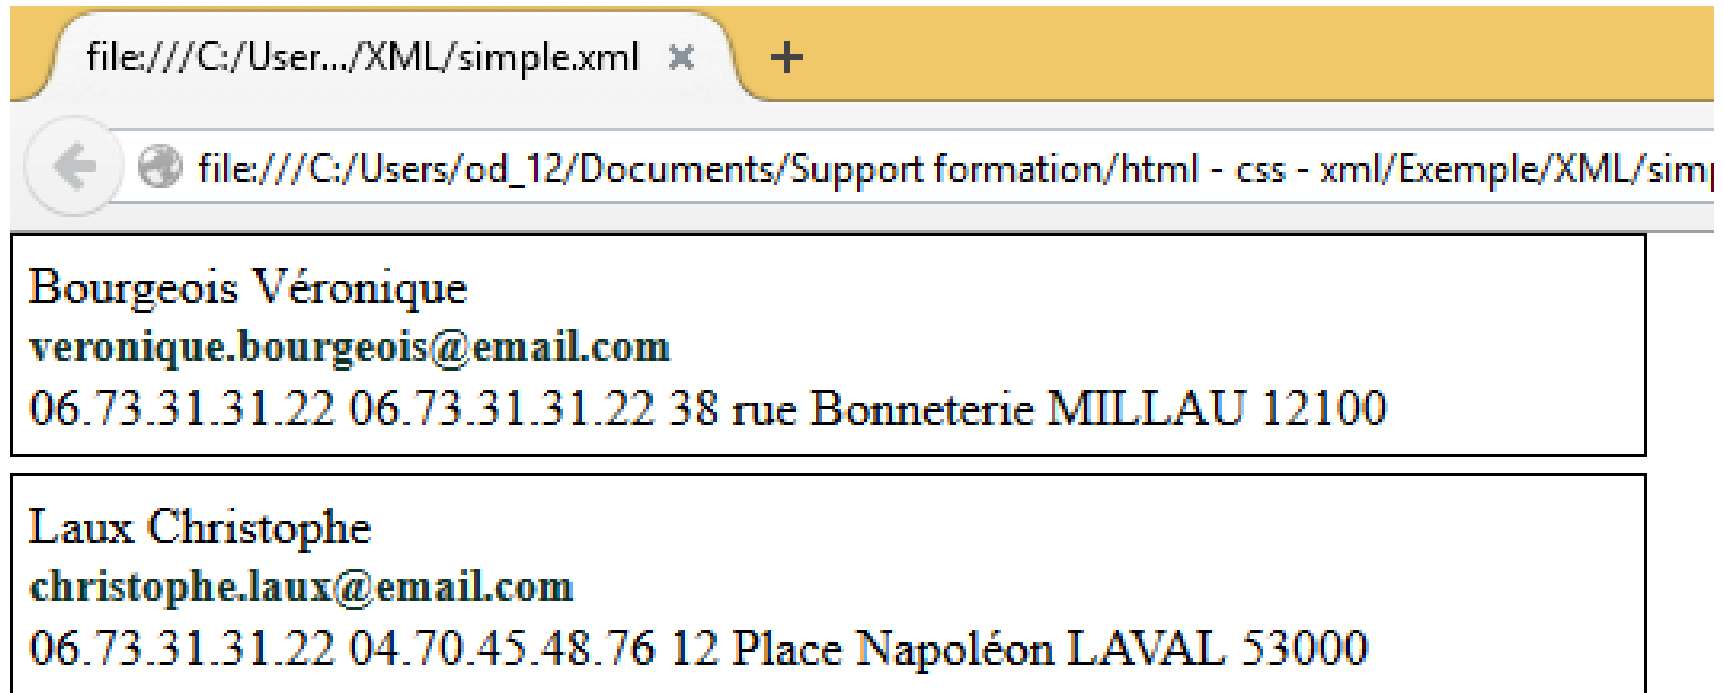 file:///C:/User.../XML/simple.xml
file:///C:/Users/od_12/Documents/Support formation/html - css - xml/Exemple/XML/simp
Bourgeois Véronique
veronique.bourgeois@email.com
06.73.31.31.22 06.73.31.31.22 38 rue Bonneterie MILLAU 12100
Laux Christophe
christophe.laux@email.com
06.73.31.31.22 04.70.45.48.76 12 Place Napoléon LAVAL 53000